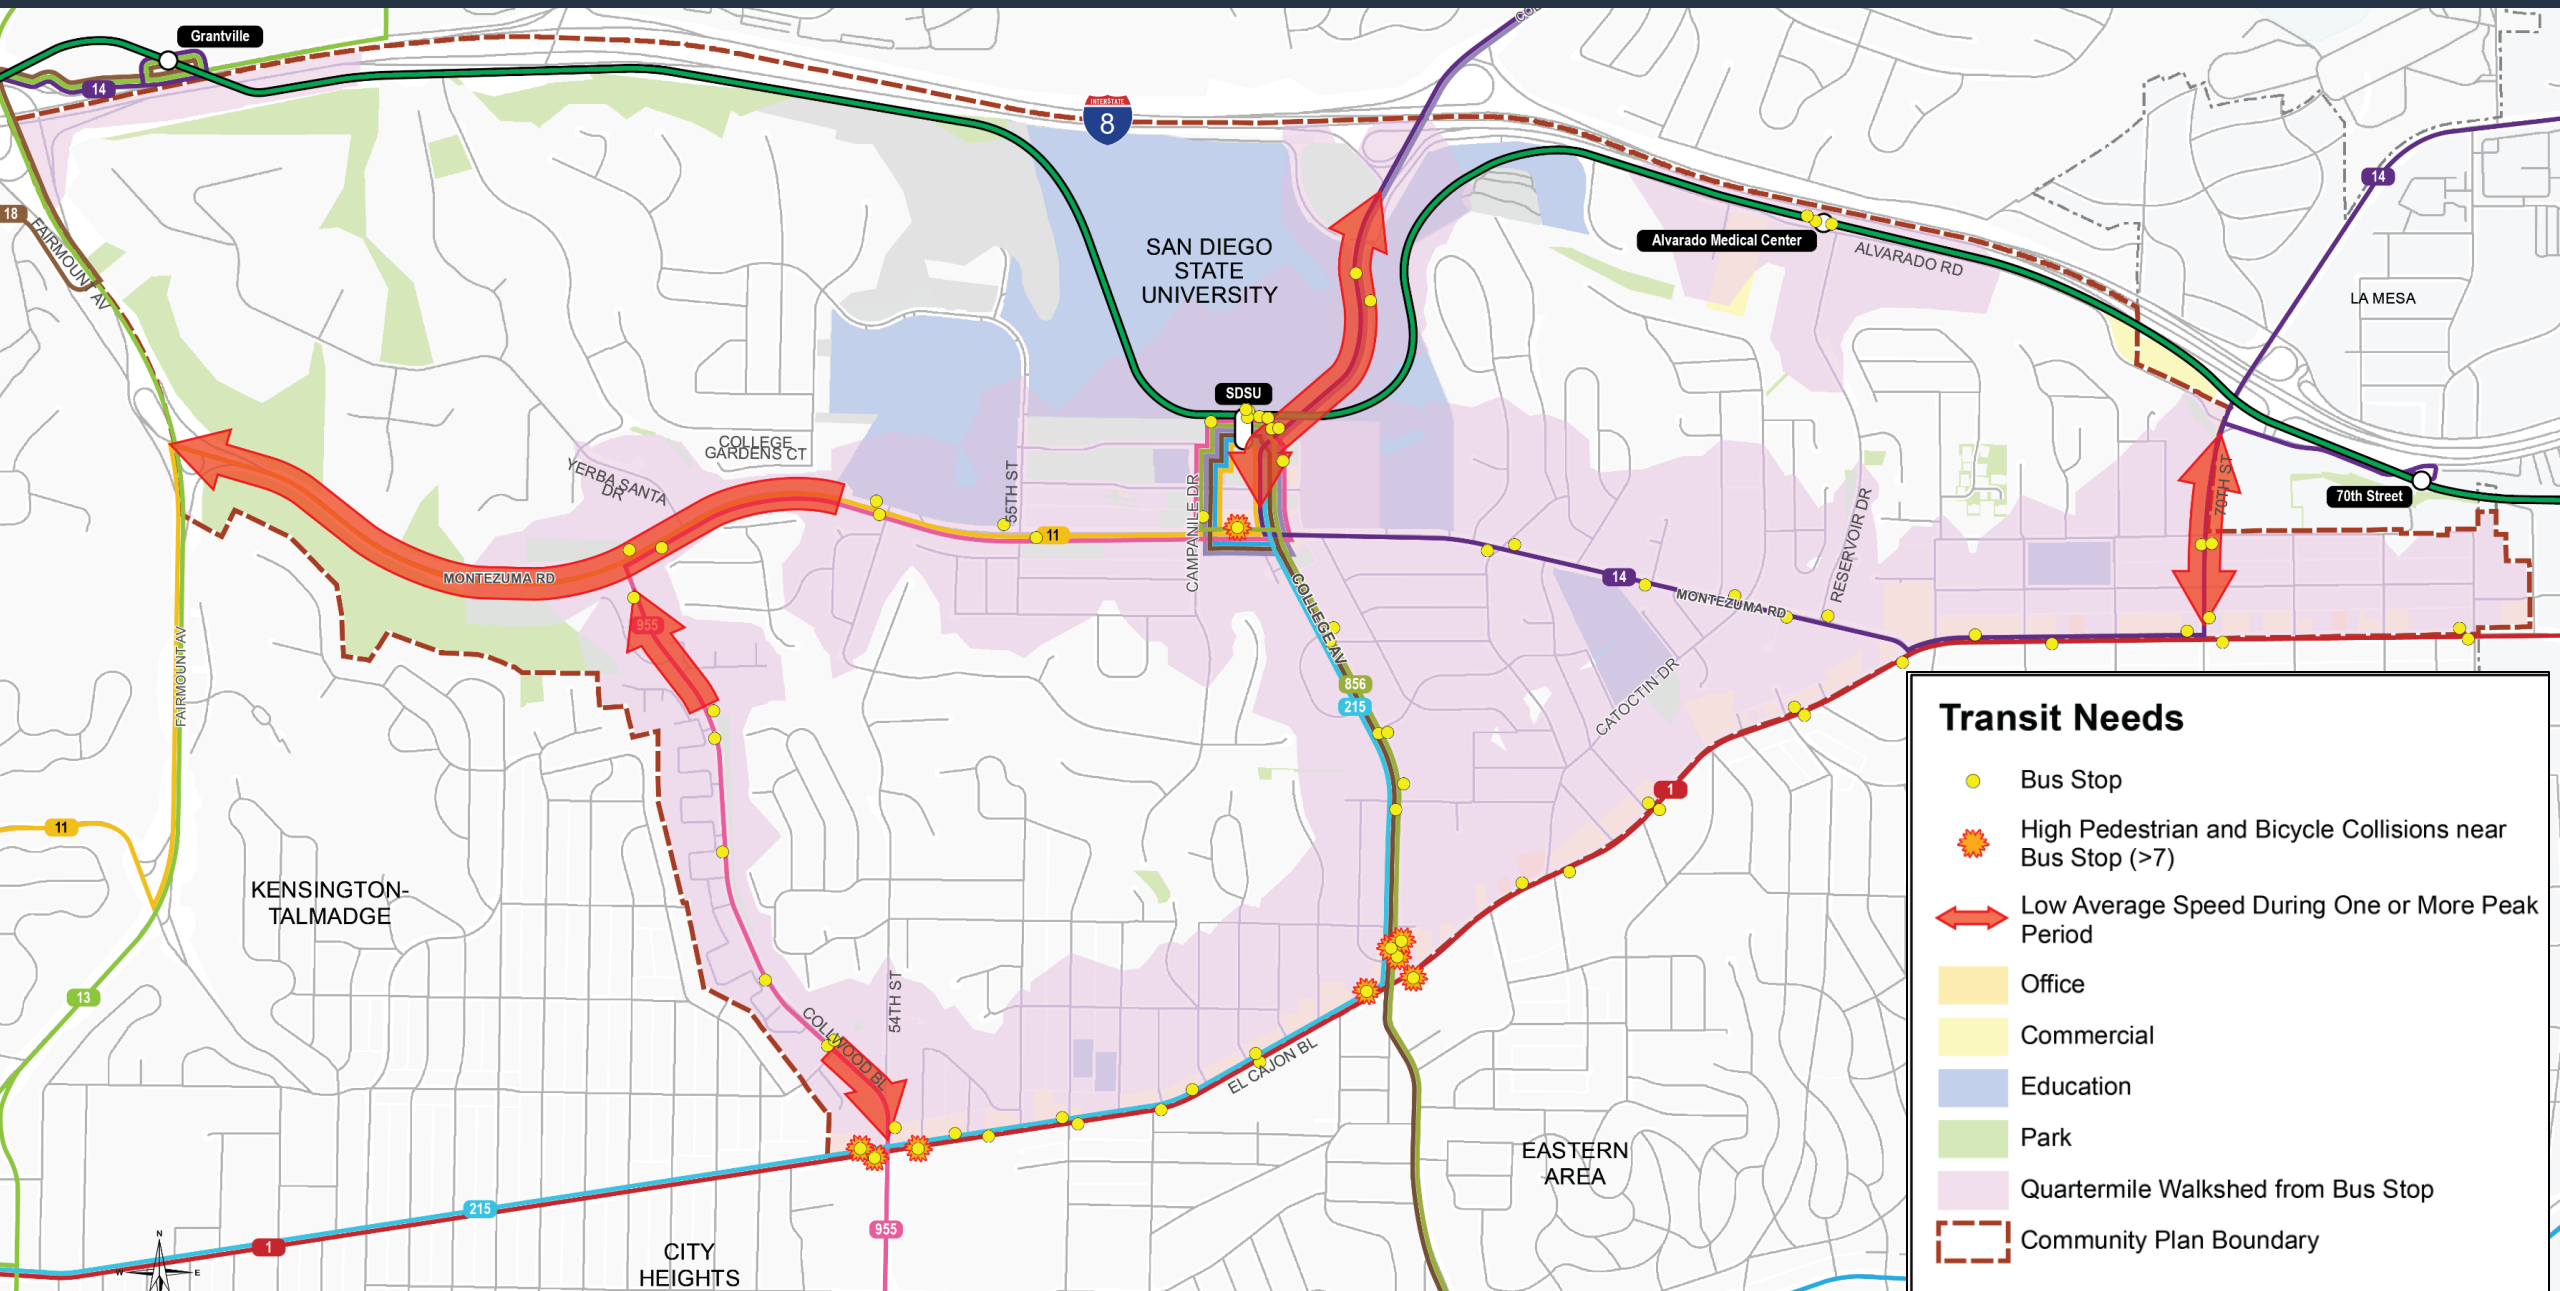 Grantville
14
INTERSTATE
8
18
FAIRMOUNT AV
SAN DIEGO
STATE
UNIVERSITY
Alvarado Medical Center
ALVARADO RD
14
LA MESA
SDSU
COLLEGE
GARDENS CT
YERBA SANTA
DR
55TH ST
CAMPANILE DR
11
MONTEZUMA RD
955
COLLEGE AV
14
MONTEZUMA RD
RESERVOIR DR
70TH ST
70th Street
FAIRMOUNT AV
856
215
CATOCTIN DR
1
11
KENSINGTON-
TALMADGE
13
COLLWOOD BL
54TH ST
EL CAJON BL
EASTERN
AREA
215
1
955
CITY
HEIGHTS
N
W
E
Transit Needs
Bus Stop
High Pedestrian and Bicycle Collisions near
Bus Stop (>7)
Low Average Speed During One or More Peak
Period
Office
Commercial
Education
Park
Quartermile Walkshed from Bus Stop
Community Plan Boundary